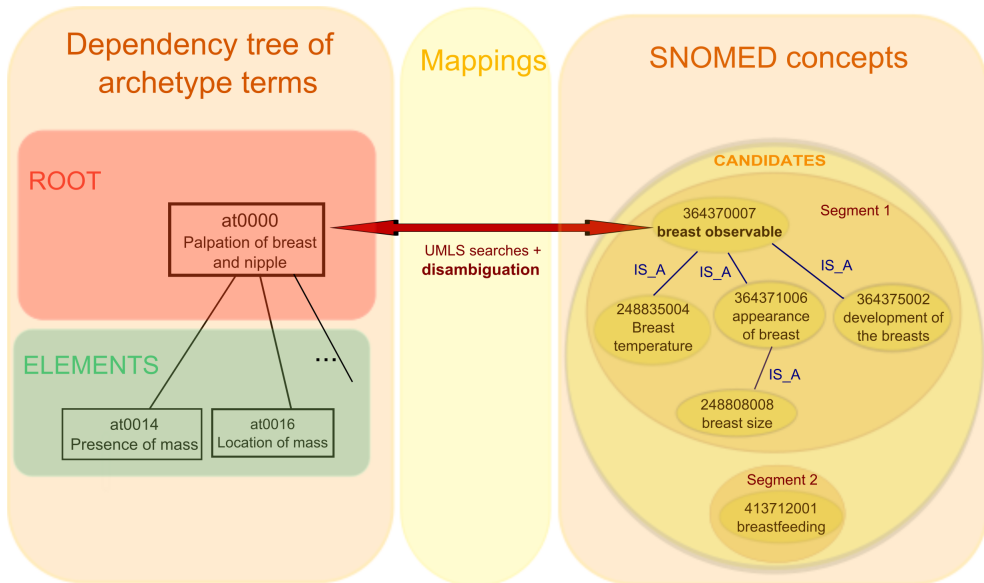 Dependency tree of
archetype terms
ROOT
at0000
Palpation of breast
and nipple
...
ELEMENTS
at0014
Presence of mass
at0016
Location of mass
Mappings
UMLS searches +
disambiguation
SNOMED concepts
CANDIDATES
Segment 1
364370007
breast observable
IS_A
IS_A
IS_A
248835004
Breast
temperature
364371006
appearance
of breast
364375002
development of
the breasts
IS_A
248808008
breast size
Segment 2
413712001
breastfeeding